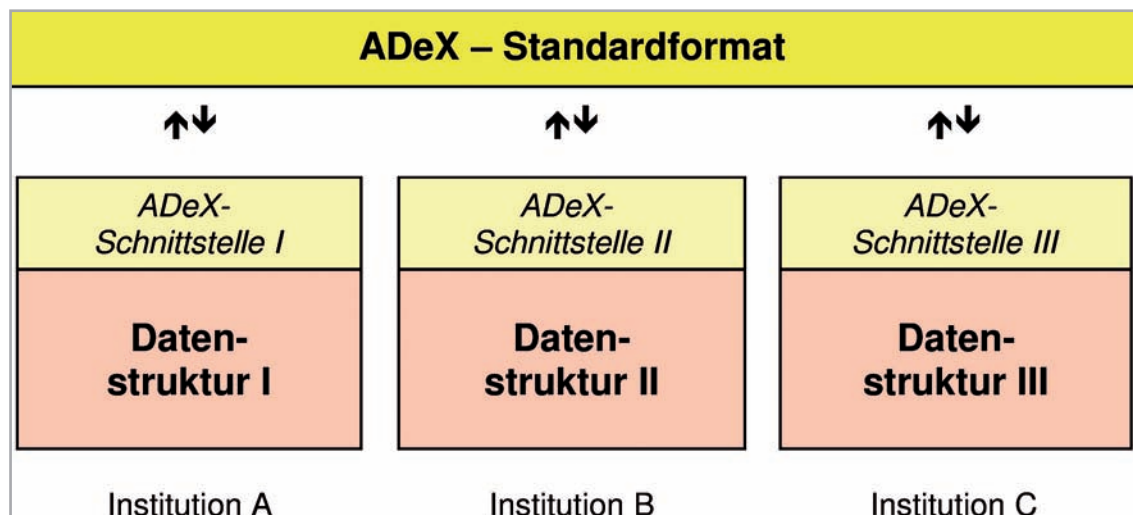 ADeX – Standardformat
ADeX-
Schnittstelle I
Daten-
struktur I
Institution A
ADeX-
Schnittstelle II
Daten-
struktur II
Institution B
ADeX-
Schnittstelle III
Daten-
struktur III
Institution C